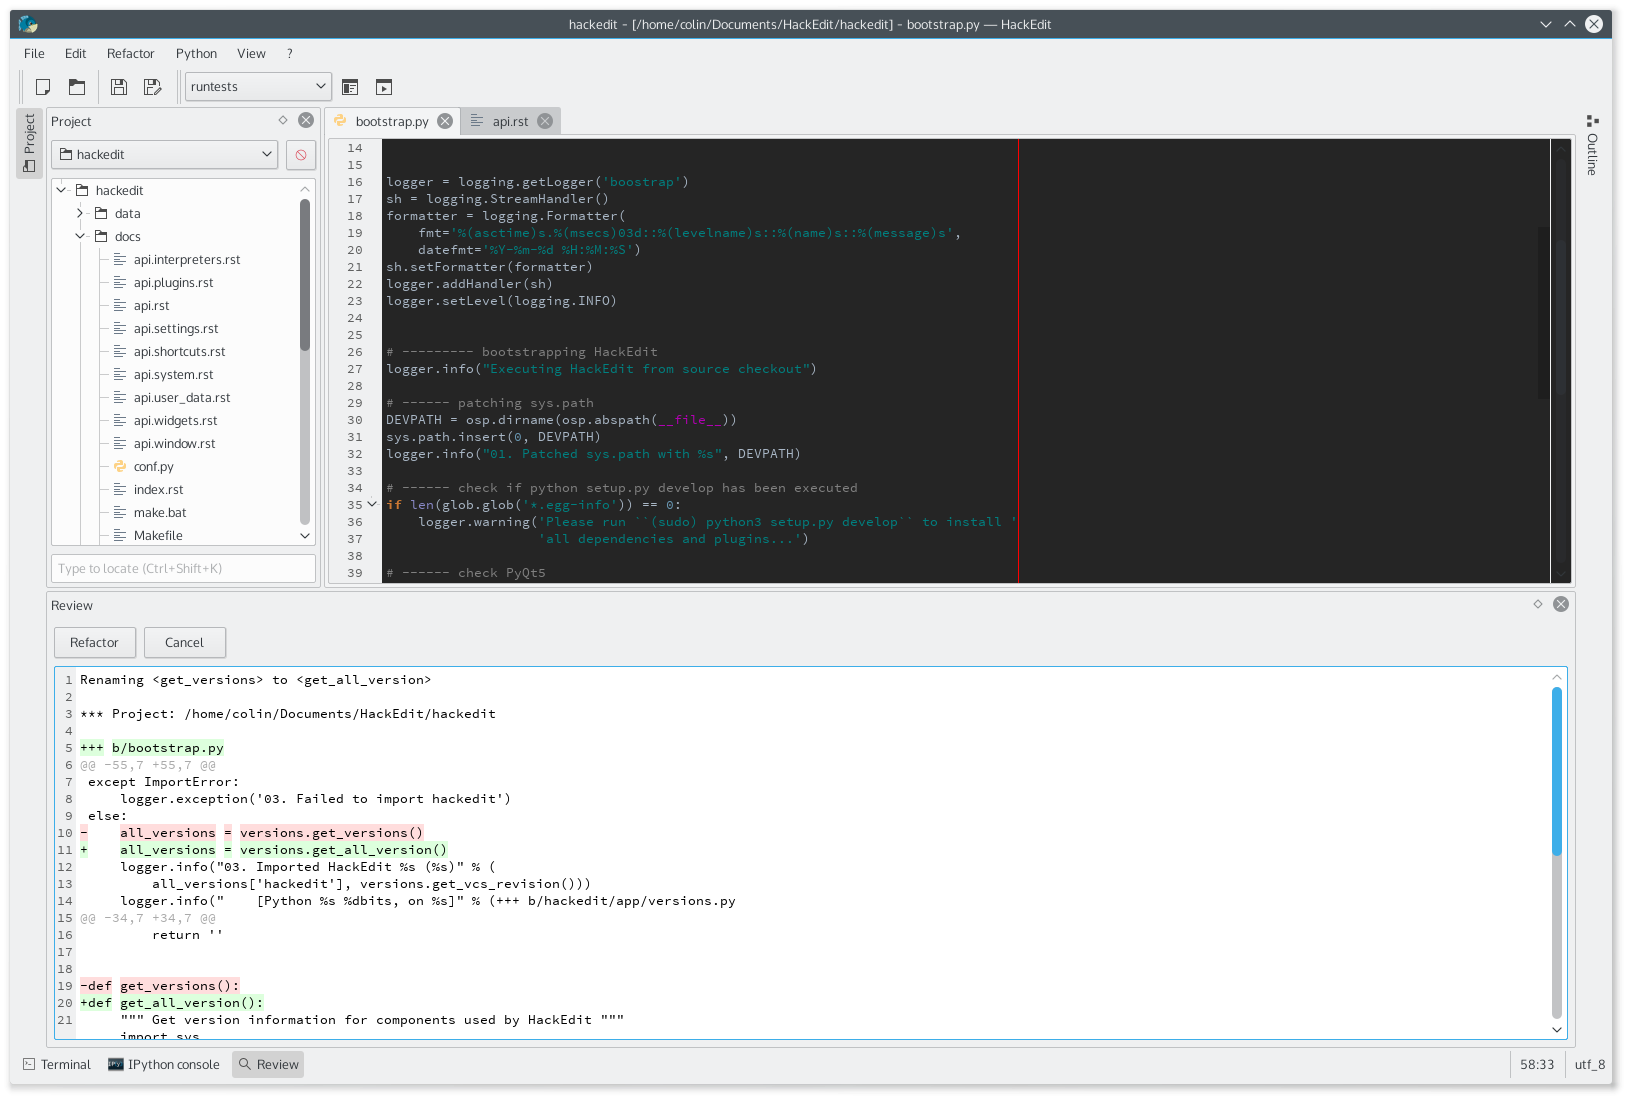 hackedit - [/home/colin/Documents/HackEdit/hackedit] - bootstrap.py — HackEdit
File Edit Refactor Python View ?
runtests
Project
Project
hackedit
hackedit
data
docs
api.interpreters.rst
api.plugins.rst
api.rst
api.settings.rst
api.shortcuts.rst
api.system.rst
api.user_data.rst
api.widgets.rst
api.window.rst
conf.py
index.rst
make.bat
Makefile
Type to locate (Ctrl+Shift+K)
bootstrap.py api.rst
14
15
16 logger = logging.getLogger('boostrap')
17 sh = logging.StreamHandler()
18 formatter = logging.Formatter(
19     fmt='%(asctime)s.%(msecs)03d::%(levelname)s::%(name)s::%(message)s',
20     datefmt='%Y-%m-%d %H:%M:%S')
21 sh.setFormatter(formatter)
22 logger.addHandler(sh)
23 logger.setLevel(logging.INFO)
24
25
26 # --------- bootstrapping HackEdit
27 logger.info("Executing HackEdit from source checkout")
28
29 # ------ patching sys.path
30 DEVPATH = osp.dirname(osp.abspath(__file__))
31 sys.path.insert(0, DEVPATH)
32 logger.info("01. Patched sys.path with %s", DEVPATH)
33
34 # ------ check if python setup.py develop has been executed
35 if len(glob.glob('*.egg-info')) == 0:
36     logger.warning('Please run ``(sudo) python3 setup.py develop`` to install '
37                    'all dependencies and plugins...')
38
39 # ------ check PyQt5
Outline
Review
Refactor Cancel
1 Renaming <get_versions> to <get_all_version>
2
3 *** Project: /home/colin/Documents/HackEdit/hackedit
4
5 +++ b/bootstrap.py
6 @@ -55,7 +55,7 @@
7  except ImportError:
8      logger.exception('03. Failed to import hackedit')
9  else:
10 -    all_versions = versions.get_versions()
11 +    all_versions = versions.get_all_version()
12      logger.info("03. Imported HackEdit %s (%s)" % (
13          all_versions['hackedit'], versions.get_vcs_revision()))
14      logger.info("    [Python %s %dbits, on %s]" % (+++ b/hackedit/app/versions.py
15 @@ -34,7 +34,7 @@
16          return ''
17
18
19 -def get_versions():
20 +def get_all_version():
21      """ Get version information for components used by HackEdit """
import sys
Terminal IPython console Review 58:33 utf_8